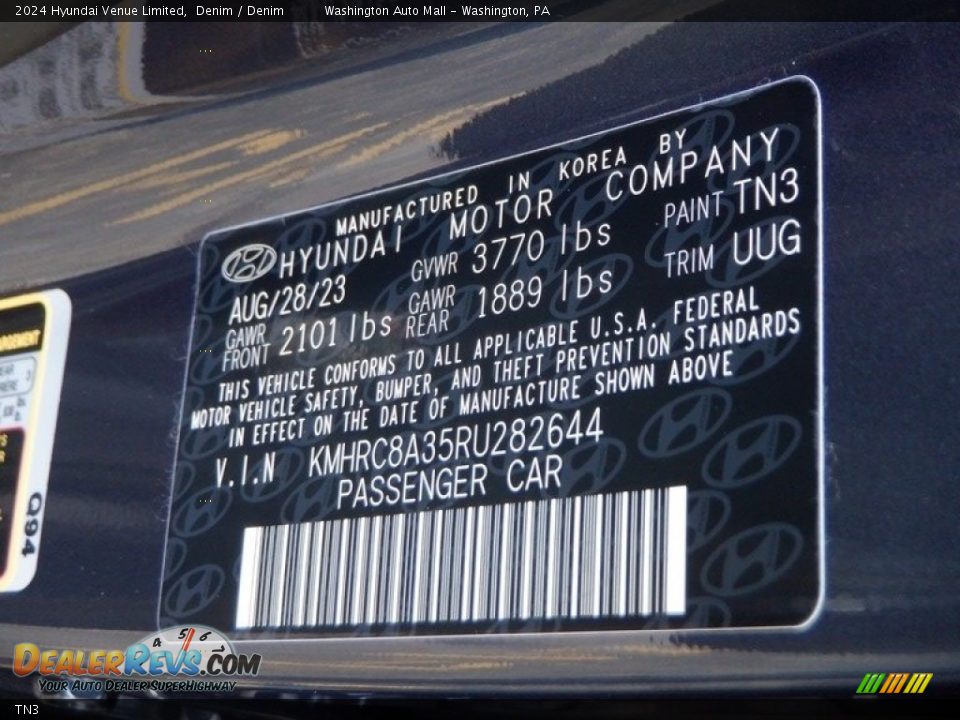 2024 Hyundai Venue Limited,  Denim / Denim        Washington Auto Mall - Washington, PA
MANUFACTURED IN KOREA BY
HYUNDAI MOTOR COMPANY
AUG/28/23 GVWR 3770 lbs PAINT TN3
GAWR FRONT 2101 lbs GAWR REAR 1889 lbs TRIM UUG
THIS VEHICLE CONFORMS TO ALL APPLICABLE U.S.A. FEDERAL
MOTOR VEHICLE SAFETY, BUMPER, AND THEFT PREVENTION STANDARDS
IN EFFECT ON THE DATE OF MANUFACTURE SHOWN ABOVE
V.I.N KMHRC8A35RU282644
PASSENGER CAR
Q94
4 5 6
DEALERREVS.COM
YOUR AUTO DEALER SUPERHIGHWAY
TN3